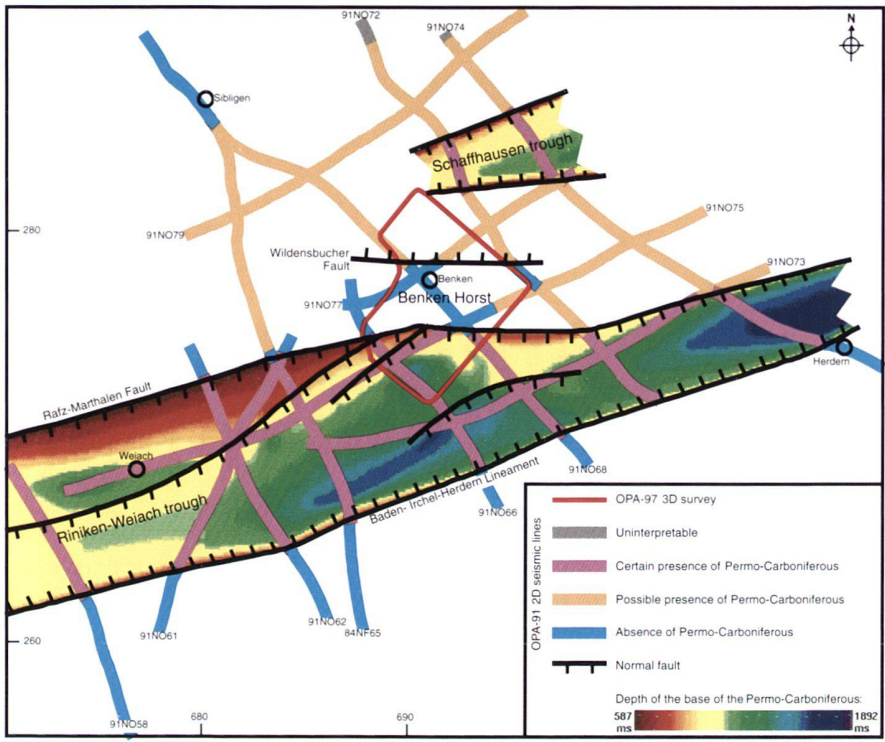 91NO72
91NO74
N
Sibligen
Schaffhausen trough
91NO75
280
91NO79
Wildensbucher
Fault
91NO73
Benken
Benken Horst
91NO77
Herdern
Rafz-Marthalen Fault
Weiach
Riniken-Weiach trough
Baden- Irchel-Herdern Lineament
91NO68
91NO66
91NO62
91NO61
84NF65
260
91NO58
680
690
OPA-91 2D seismic lines
OPA-97 3D survey
Uninterpretable
Certain presence of Permo-Carboniferous
Possible presence of Permo-Carboniferous
Absence of Permo-Carboniferous
Normal fault
Depth of the base of the Permo-Carboniferous:
587
ms
1892
ms